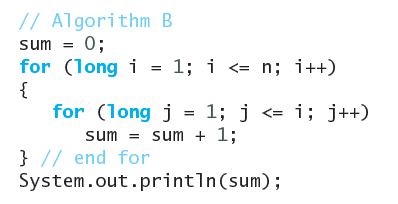 // Algorithm B
sum = 0;
for (long i = 1; i <= n; i++)
{
   for (long j = 1; j <= i; j++)
      sum = sum + 1;
} // end for
System.out.println(sum);